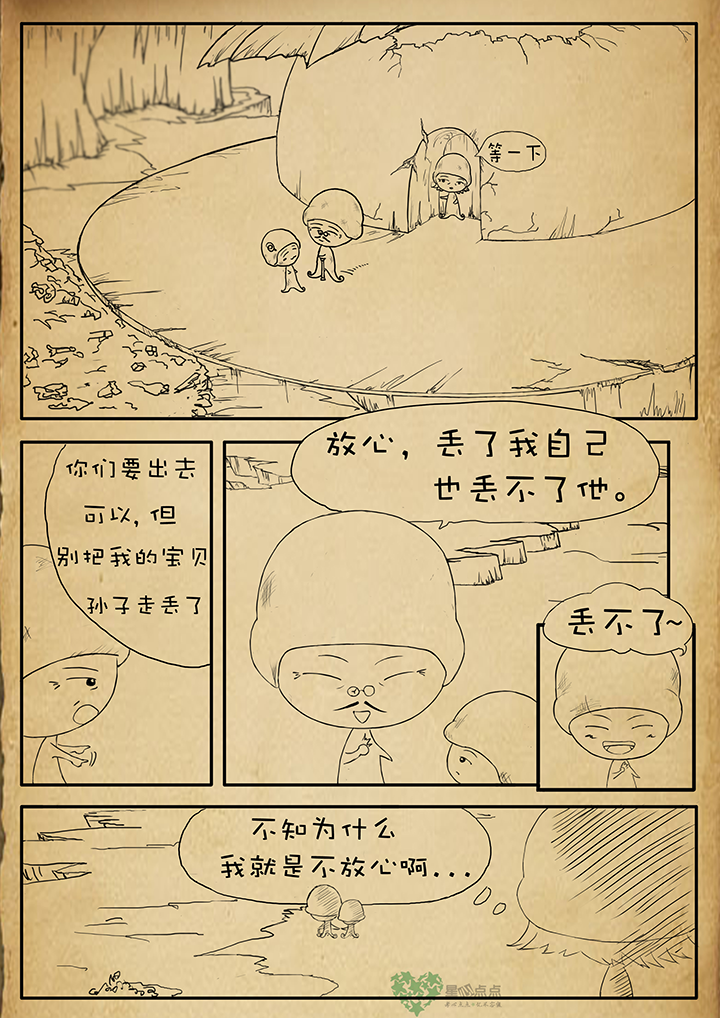 等一下
你们要出去
可以,但
别把我的宝贝
孙子走丢了
放心，丢了我自己
也丢不了他。
丢不了~
不知为什么
我就是不放心啊...
星点点